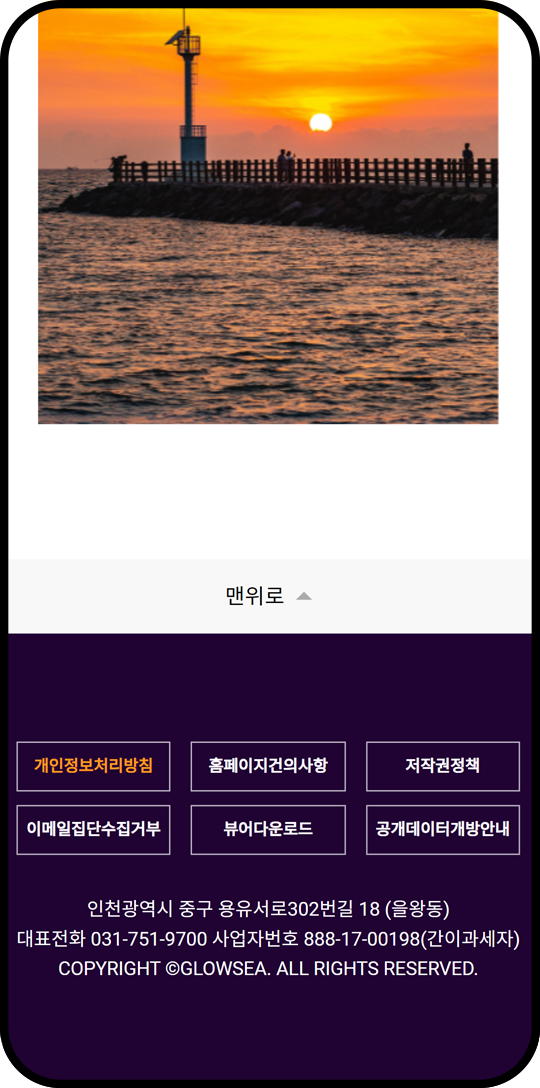 맨위로
개인정보처리방침 홈페이지건의사항 저작권정책
이메일집단수집거부 뷰어다운로드 공개데이터개방안내
인천광역시 중구 용유서로302번길 18 (을왕동)
대표전화 031-751-9700 사업자번호 888-17-00198(간이과세자)
COPYRIGHT ©GLOWSEA. ALL RIGHTS RESERVED.